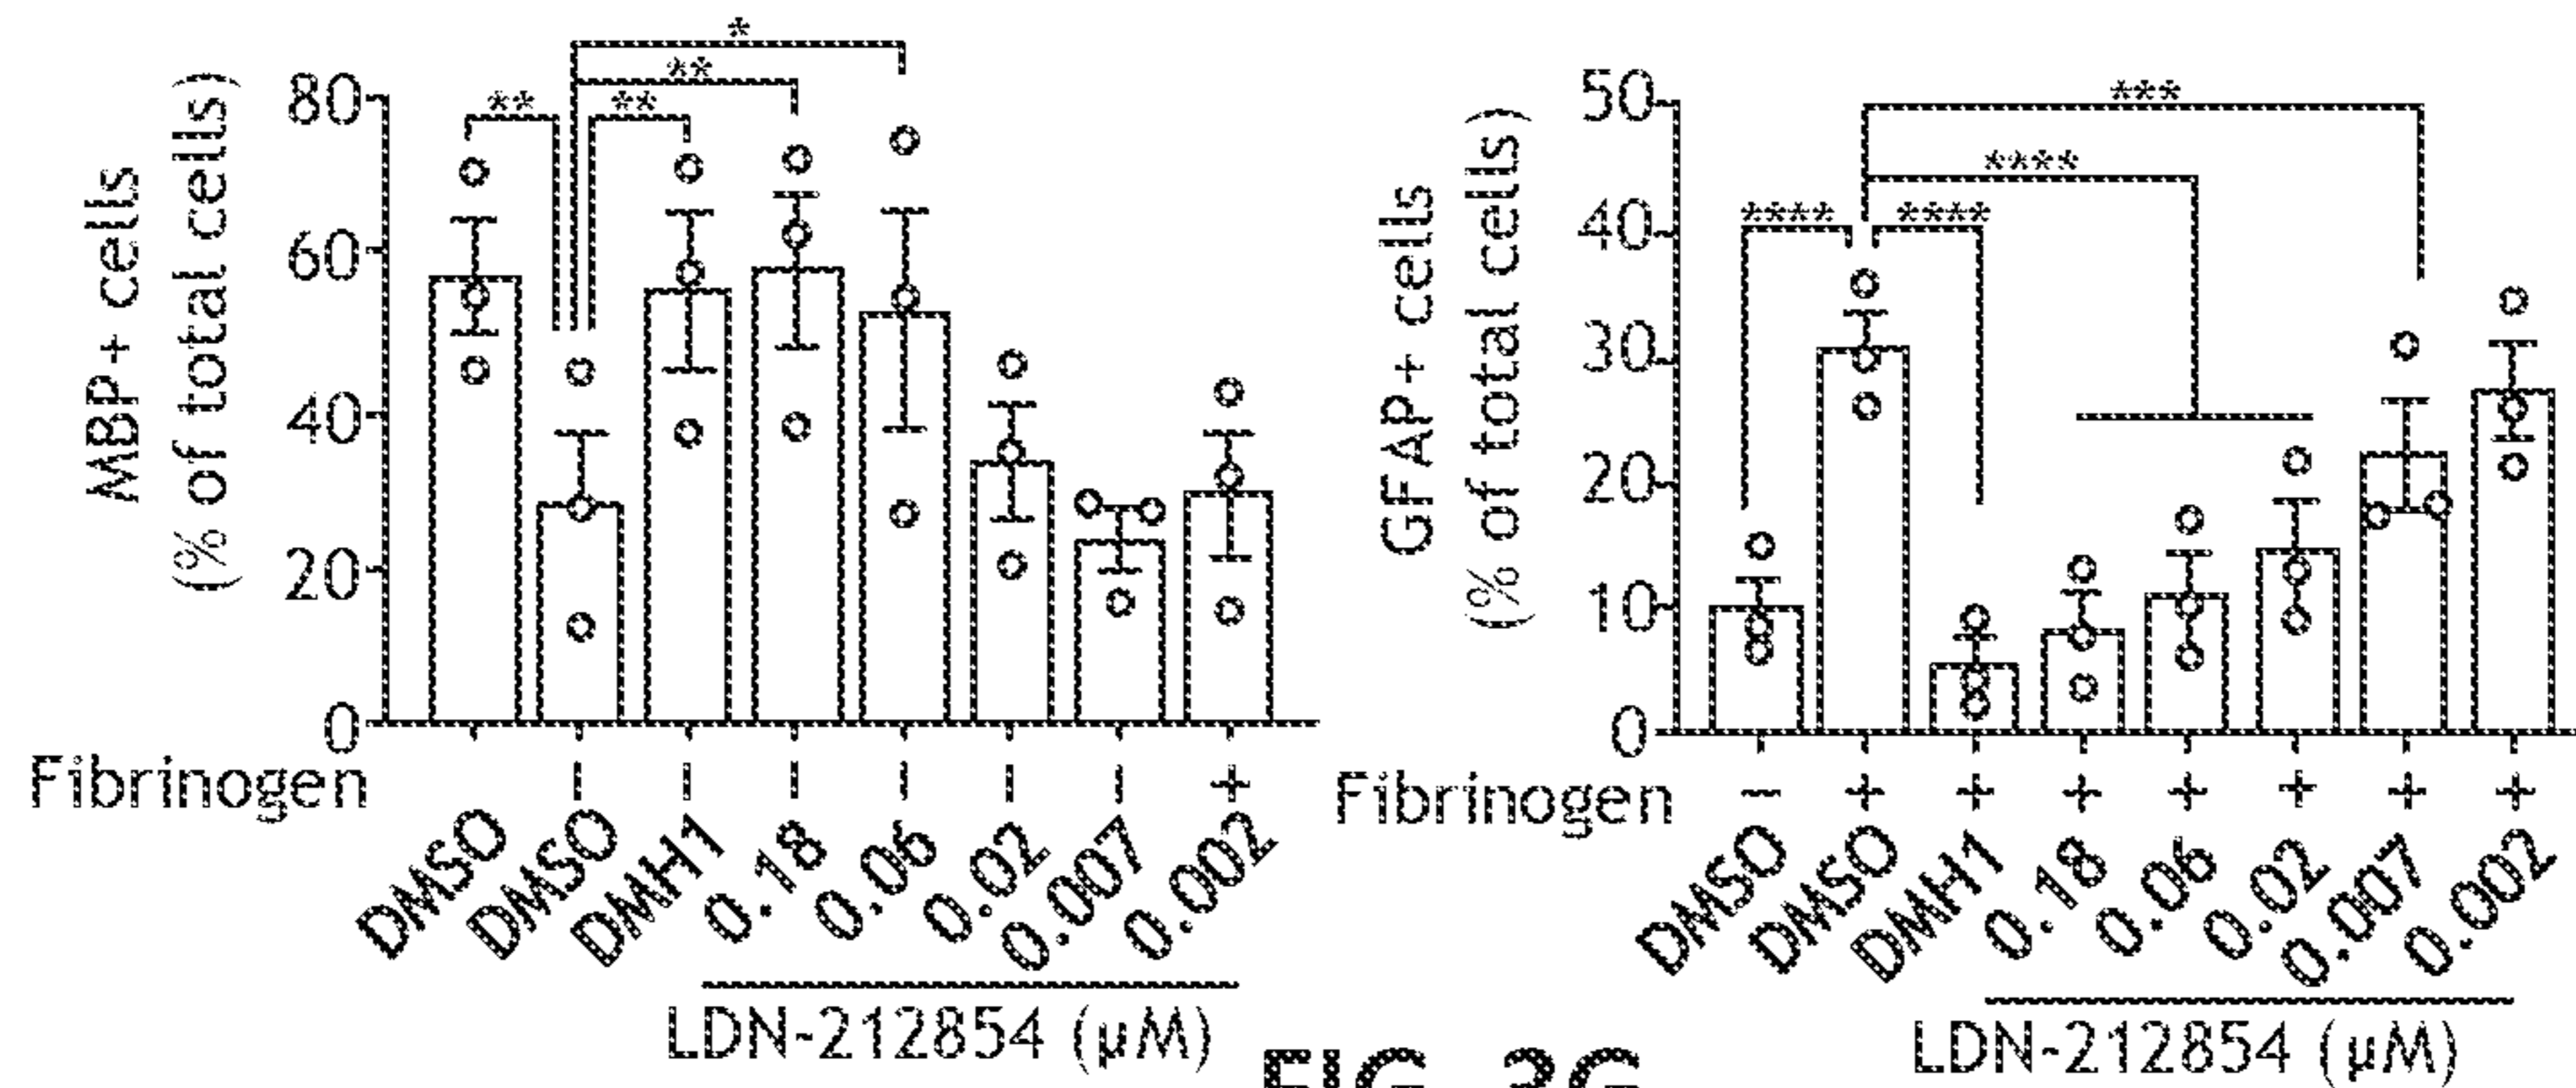 *
**
** **
80
60
40
20
0
MBP+ cells
(% of total cells)
Fibrinogen | | | | | | +
DMSO DMSO DMH1 0.18 0.06 0.02 0.007 0.002
LDN-212854 (μM)
***
****
**** ****
50
40
30
20
10
0
GFAP+ cells
(% of total cells)
Fibrinogen − + + + + + + +
DMSO DMSO DMH1 0.18 0.06 0.02 0.007 0.002
LDN-212854 (μM)